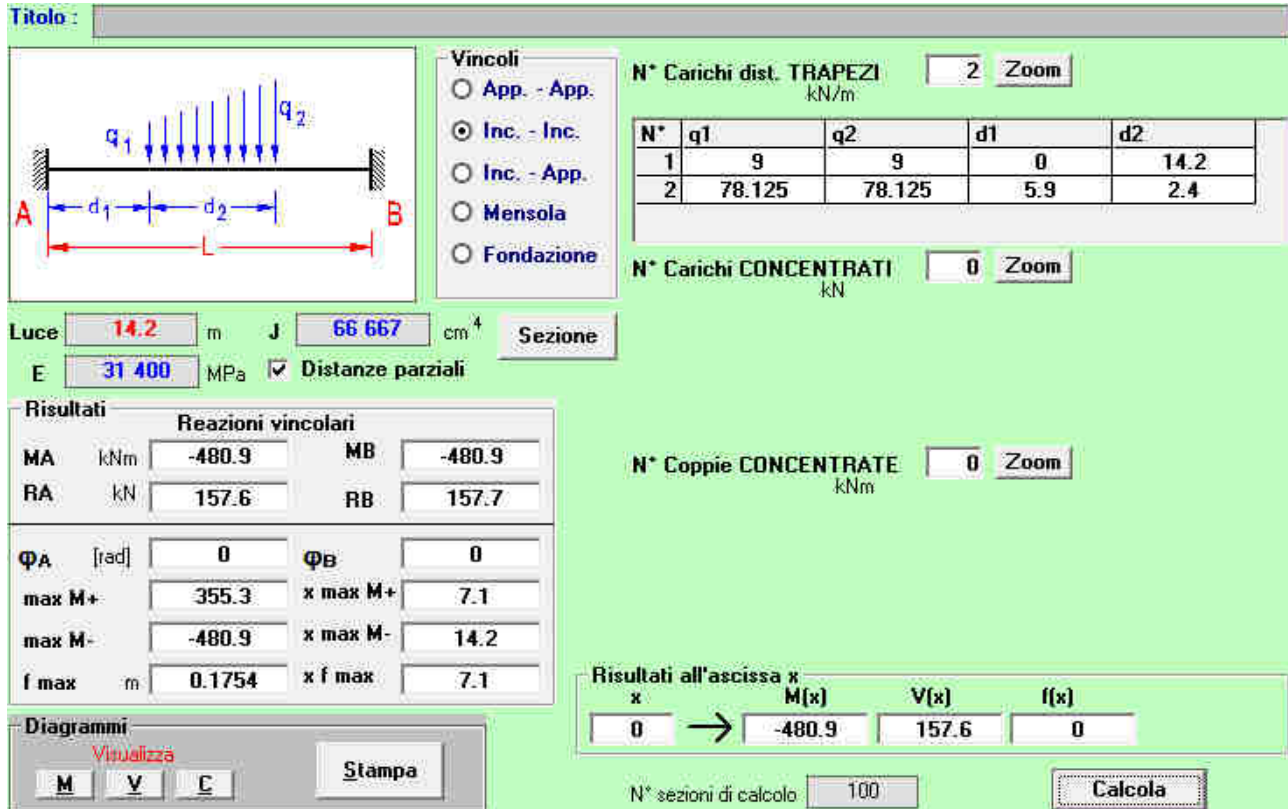 Titolo :
q1
q2
A
d1
d2
B
L
Vincoli
App. - App.
Inc. - Inc.
Inc. - App.
Mensola
Fondazione
N° Carichi dist. TRAPEZI 2 Zoom
kN/m
N° q1 q2 d1 d2
1 9 9 0 14.2
2 78.125 78.125 5.9 2.4
N° Carichi CONCENTRATI 0 Zoom
kN
Luce 14.2 m J 66 667 cm4 Sezione
E 31 400 MPa Distanze parziali
Risultati
Reazioni vincolari
MA kNm -480.9 MB -480.9
RA kN 157.6 RB 157.7
N° Coppie CONCENTRATE 0 Zoom
kNm
φA [rad] 0 φB 0
max M+ 355.3 x max M+ 7.1
max M- -480.9 x max M- 14.2
f max m 0.1754 x f max 7.1
Risultati all'ascissa x
x M(x) V(x) f(x)
0 -480.9 157.6 0
Diagrammi
Visualizza
M V C Stampa
N° sezioni di calcolo 100 Calcola